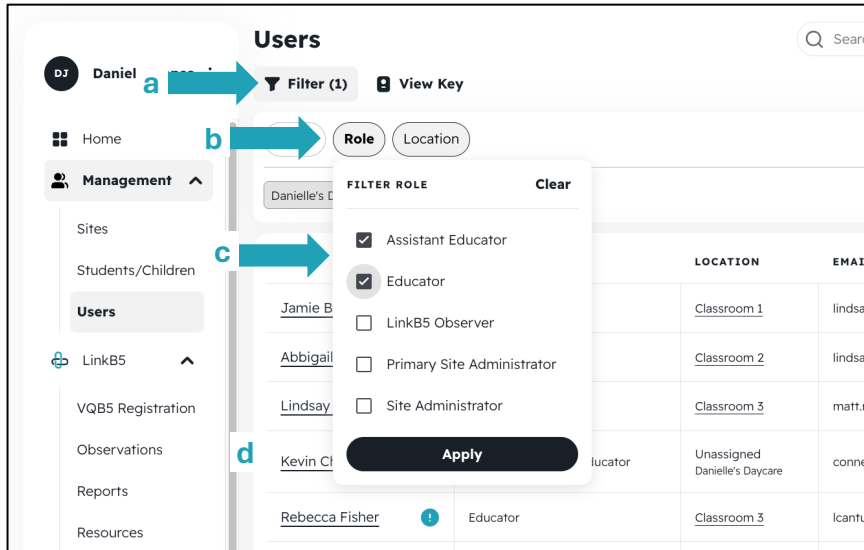 Users
Sear
DJ
Daniel
a
Filter (1)
View Key
Home
b
Role
Location
Management
FILTER ROLE
Clear
Danielle's D
Sites
Assistant Educator
c
Students/Children
Educator
LOCATION
EMAI
Users
Jamie B
LinkB5 Observer
Classroom 1
lindsa
LinkB5
Abbigail
Primary Site Administrator
Classroom 2
lindsa
VQB5 Registration
Lindsay
Site Administrator
Classroom 3
matt.r
Observations
d
Kevin Ch
Apply
ducator
Unassigned
Danielle's Daycare
conne
Reports
Rebecca Fisher
!
Educator
Classroom 3
lcantu
Resources